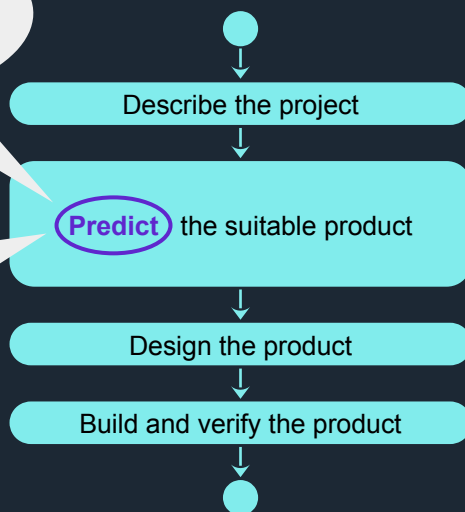 Describe the project
Predict the suitable product
Design the product
Build and verify the product